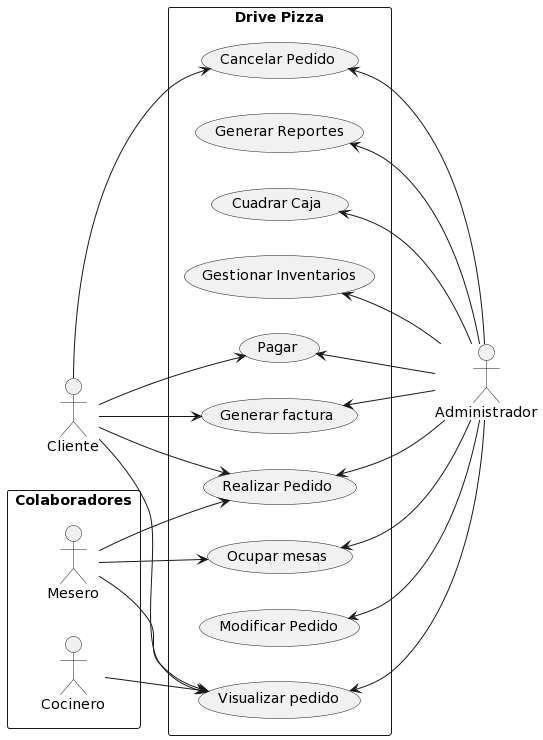 Drive Pizza
Cancelar Pedido
Generar Reportes
Cuadrar Caja
Gestionar Inventarios
Pagar
Generar factura
Realizar Pedido
Ocupar mesas
Modificar Pedido
Visualizar pedido
Cliente
Colaboradores
Mesero
Cocinero
Administrador